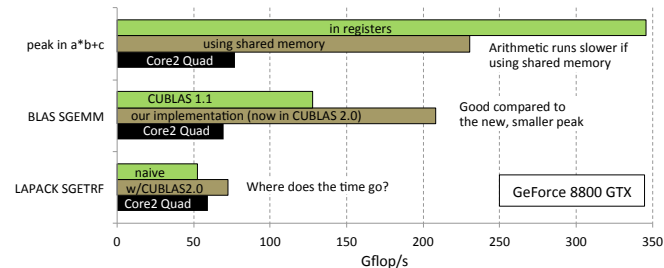 in registers
peak in a*b+c
using shared memory
Core2 Quad
Arithmetic runs slower if
using shared memory
CUBLAS 1.1
BLAS SGEMM
our implementation (now in CUBLAS 2.0)
Core2 Quad
Good compared to
the new, smaller peak
naive
LAPACK SGETRF
w/CUBLAS2.0
Core2 Quad
Where does the time go?
GeForce 8800 GTX
0 50 100 150 200 250 300 350
Gflop/s